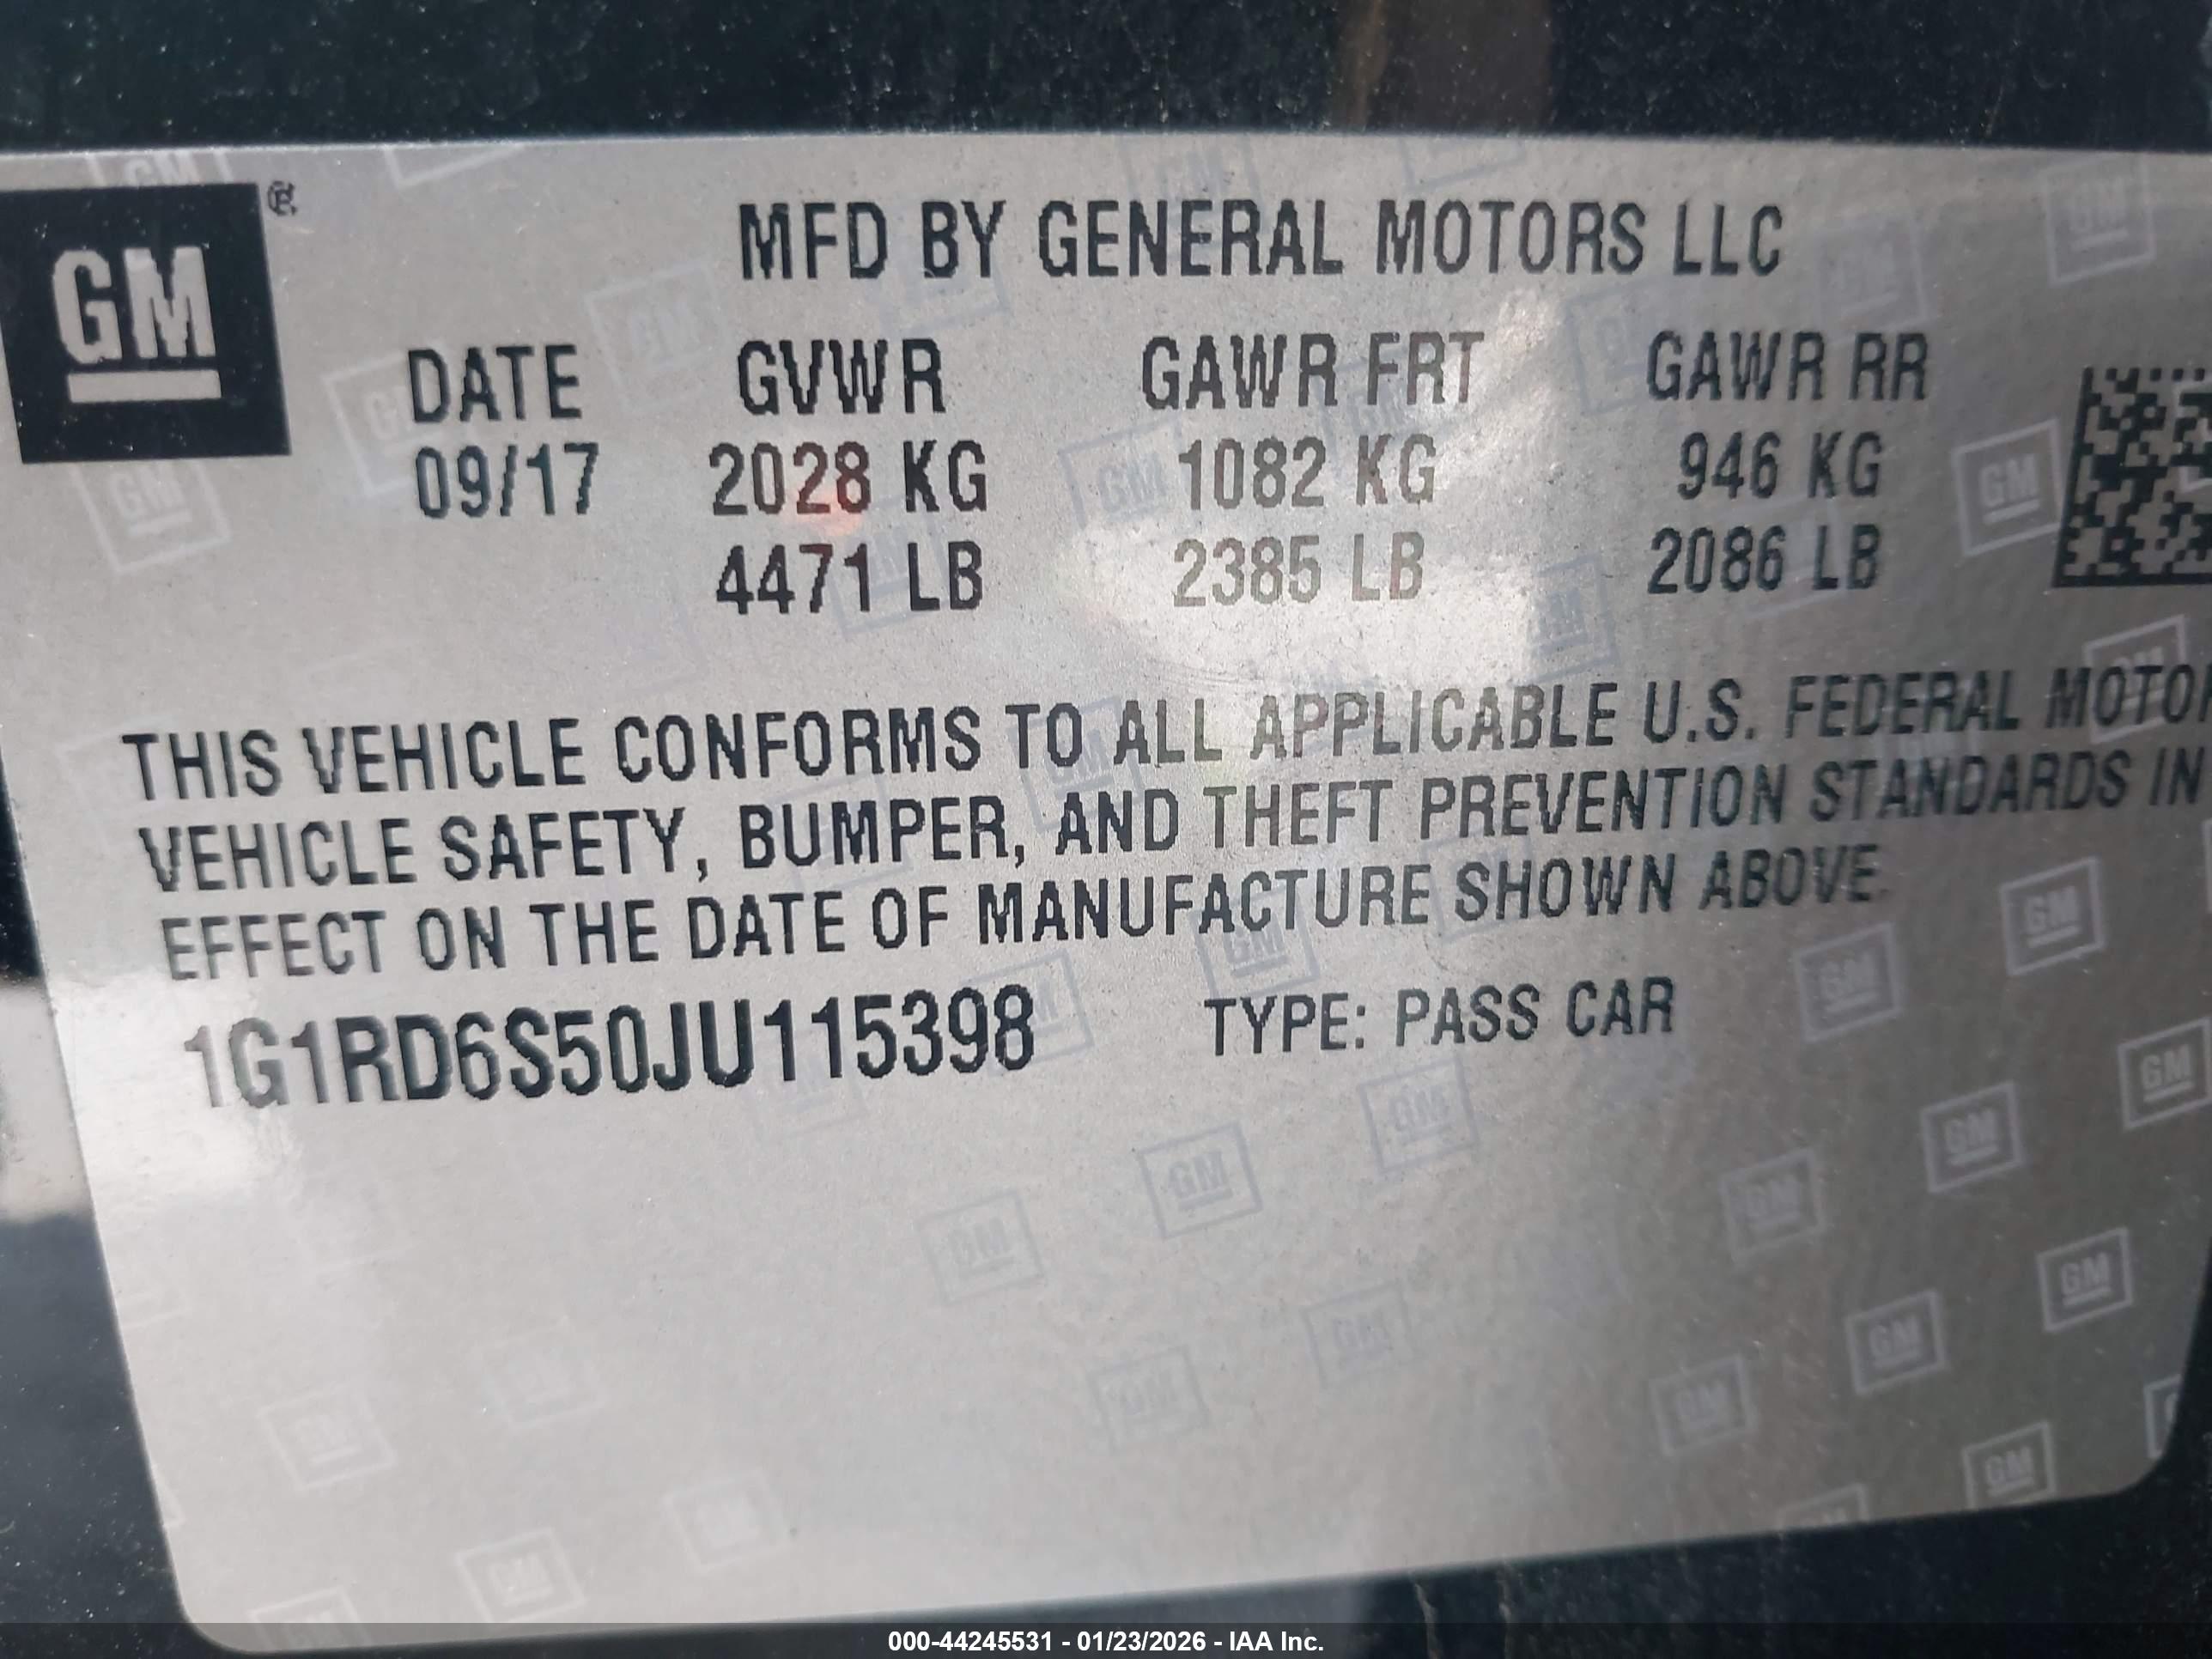 GM ®
MFD BY GENERAL MOTORS LLC
DATE GVWR GAWR FRT GAWR RR
09/17 2028 KG 1082 KG 946 KG
4471 LB 2385 LB 2086 LB
THIS VEHICLE CONFORMS TO ALL APPLICABLE U.S. FEDERAL MOTOR
VEHICLE SAFETY, BUMPER, AND THEFT PREVENTION STANDARDS IN
EFFECT ON THE DATE OF MANUFACTURE SHOWN ABOVE.
1G1RD6S50JU115398 TYPE: PASS CAR
000-44245531 - 01/23/2026 - IAA Inc.